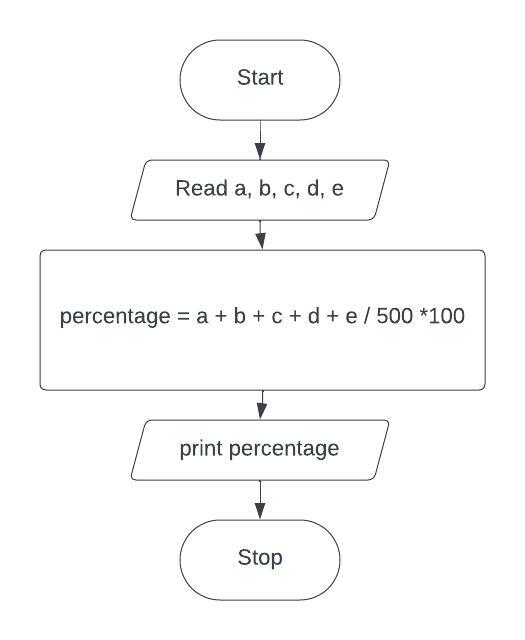 Start
Read a, b, c, d, e
percentage = a + b + c + d + e / 500 *100
print percentage
Stop